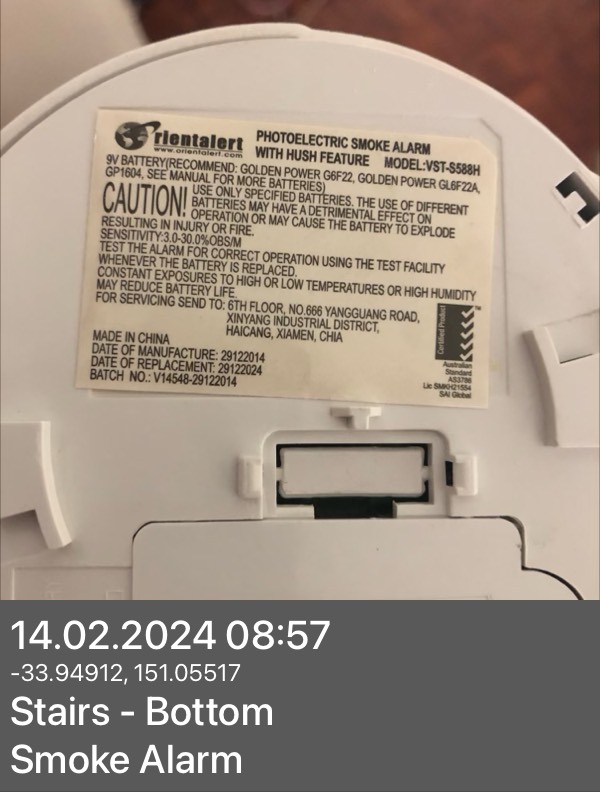 Orientalert
www.orientalert.com
PHOTOELECTRIC SMOKE ALARM
WITH HUSH FEATURE MODEL:VST-S588H
9V BATTERY(RECOMMEND: GOLDEN POWER G6F22, GOLDEN POWER GL6F22A,
GP1604, SEE MANUAL FOR MORE BATTERIES)
CAUTION! USE ONLY SPECIFIED BATTERIES. THE USE OF DIFFERENT
BATTERIES MAY HAVE A DETRIMENTAL EFFECT ON
OPERATION OR MAY CAUSE THE BATTERY TO EXPLODE
RESULTING IN INJURY OR FIRE.
SENSITIVITY:3.0-30.0%OBS/M
TEST THE ALARM FOR CORRECT OPERATION USING THE TEST FACILITY
WHENEVER THE BATTERY IS REPLACED.
CONSTANT EXPOSURES TO HIGH OR LOW TEMPERATURES OR HIGH HUMIDITY
MAY REDUCE BATTERY LIFE.
FOR SERVICING SEND TO: 6TH FLOOR, NO.666 YANGGUANG ROAD,
XINYANG INDUSTRIAL DISTRICT,
HAICANG, XIAMEN, CHIA
MADE IN CHINA
DATE OF MANUFACTURE: 29122014
DATE OF REPLACEMENT: 29122024
BATCH NO.: V14548-29122014
Certified Product
TM
Australian
Standard
AS3786
Lic SMKH21554
SAI Global
14.02.2024 08:57
-33.94912, 151.05517
Stairs - Bottom
Smoke Alarm